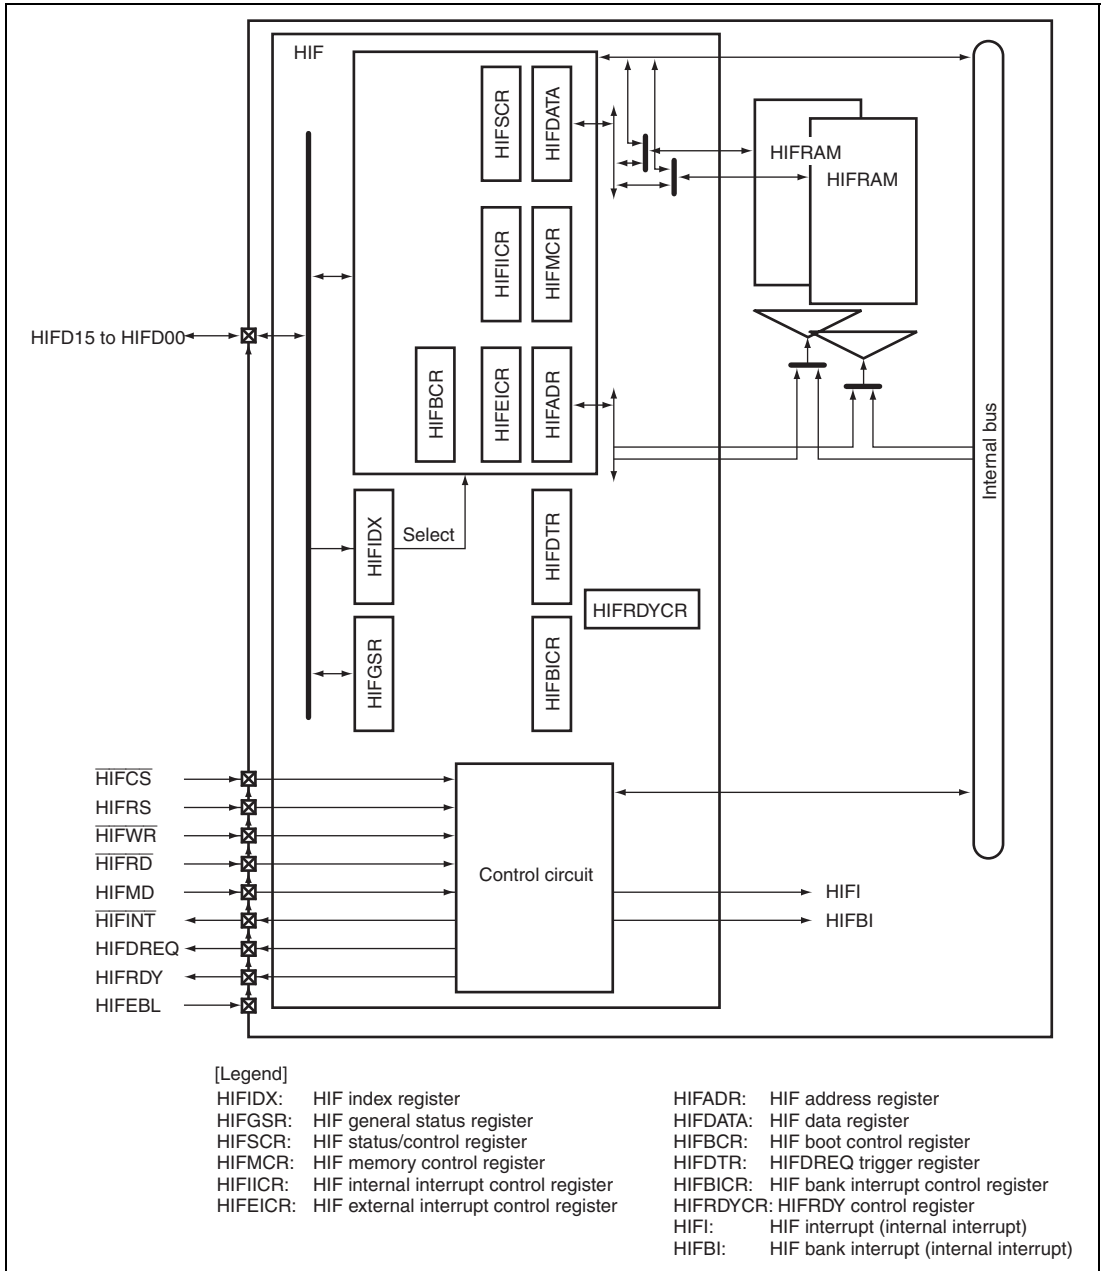 HIF
HIFSCR
HIFDATA
HIFRAM
HIFRAM
HIFIICR
HIFMCR
HIFD15 to HIFD00
HIFBCR
HIFEICR
HIFADR
Internal bus
HIFIDX
Select
HIFDTR
HIFRDYCR
HIFGSR
HIFBICR
HIFCS
HIFRS
HIFWR
HIFRD
HIFMD
HIFINT
HIFDREQ
HIFRDY
HIFEBL
Control circuit
HIFI
HIFBI
[Legend]
HIFIDX: HIF index register
HIFGSR: HIF general status register
HIFSCR: HIF status/control register
HIFMCR: HIF memory control register
HIFIICR: HIF internal interrupt control register
HIFEICR: HIF external interrupt control register
HIFADR: HIF address register
HIFDATA: HIF data register
HIFBCR: HIF boot control register
HIFDTR: HIFDREQ trigger register
HIFBICR: HIF bank interrupt control register
HIFRDYCR: HIFRDY control register
HIFI: HIF interrupt (internal interrupt)
HIFBI: HIF bank interrupt (internal interrupt)